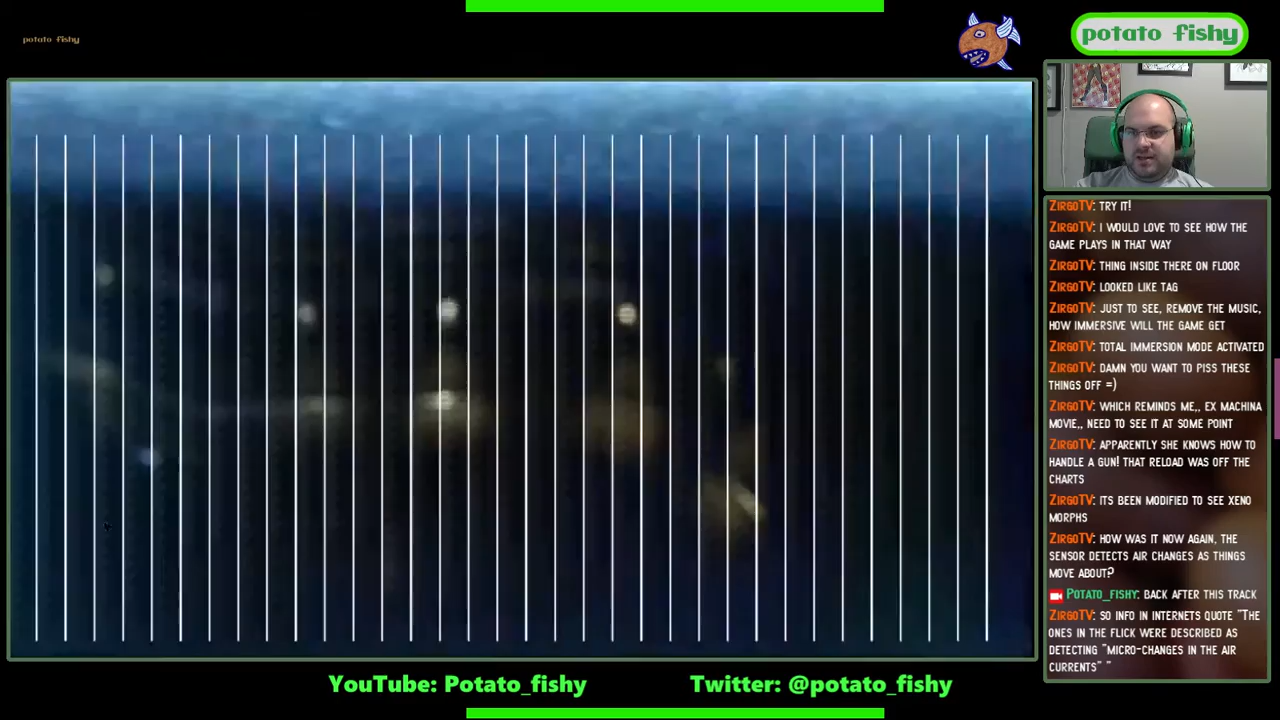 potato fishy
potato fishy
ZirgoTV: TRY IT!
ZirgoTV: I WOULD LOVE TO SEE HOW THE
GAME PLAYS IN THAT WAY
ZirgoTV: THING INSIDE THERE ON FLOOR
ZirgoTV: LOOKED LIKE TAG
ZirgoTV: JUST TO SEE, REMOVE THE MUSIC,
HOW IMMERSIVE WILL THE GAME GET
ZirgoTV: TOTAL IMMERSION MODE ACTIVATED
ZirgoTV: DAMN YOU WANT TO PISS THESE
THINGS OFF =)
ZirgoTV: WHICH REMINDS ME,, EX MACHINA
MOVIE,, NEED TO SEE IT AT SOME POINT
ZirgoTV: APPARENTLY SHE KNOWS HOW TO
HANDLE A GUN! THAT RELOAD WAS OFF THE
CHARTS
ZirgoTV: ITS BEEN MODIFIED TO SEE XENO
MORPHS
ZirgoTV: HOW WAS IT NOW AGAIN, THE
SENSOR DETECTS AIR CHANGES AS THINGS
MOVE ABOUT?
Potato_fishy: BACK AFTER THIS TRACK
ZirgoTV: SO INFO IN INTERNETS QUOTE "THE
ONES IN THE FLICK WERE DESCRIBED AS
DETECTING "MICRO-CHANGES IN THE AIR
CURRENTS" "
YouTube: Potato_fishy
Twitter: @potato_fishy